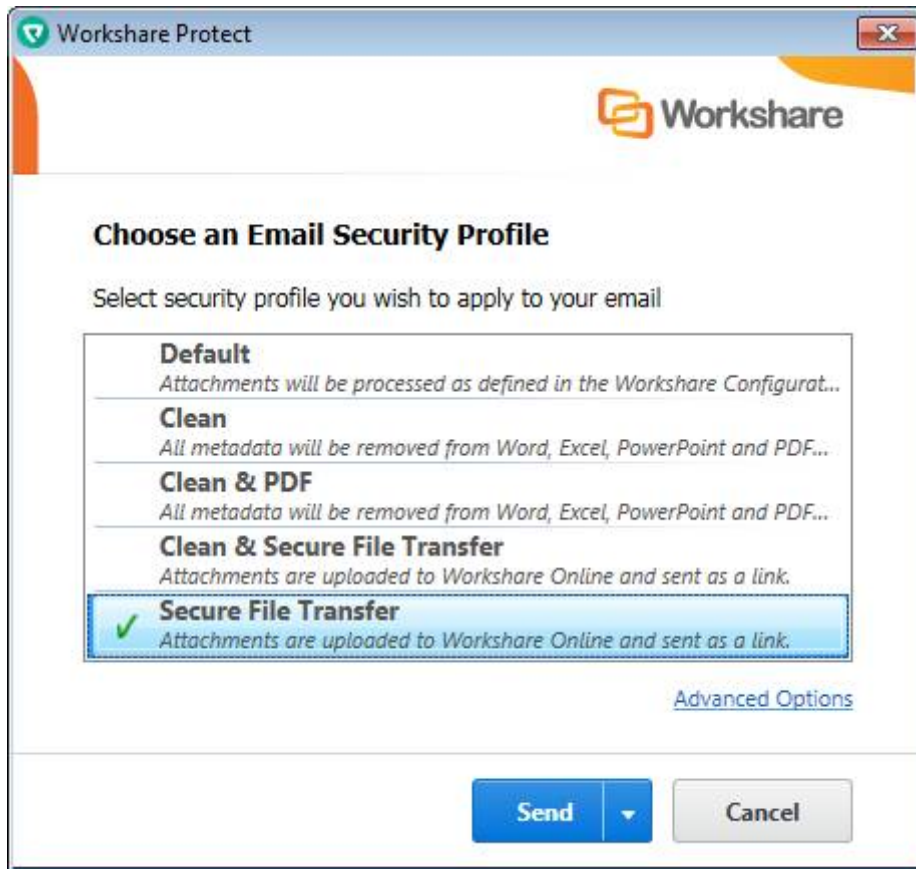 Workshare Protect
Workshare
Choose an Email Security Profile
Select security profile you wish to apply to your email
Default
Attachments will be processed as defined in the Workshare Configurat...
Clean
All metadata will be removed from Word, Excel, PowerPoint and PDF...
Clean & PDF
All metadata will be removed from Word, Excel, PowerPoint and PDF...
Clean & Secure File Transfer
Attachments are uploaded to Workshare Online and sent as a link.
Secure File Transfer
Attachments are uploaded to Workshare Online and sent as a link.
Advanced Options
Send
Cancel